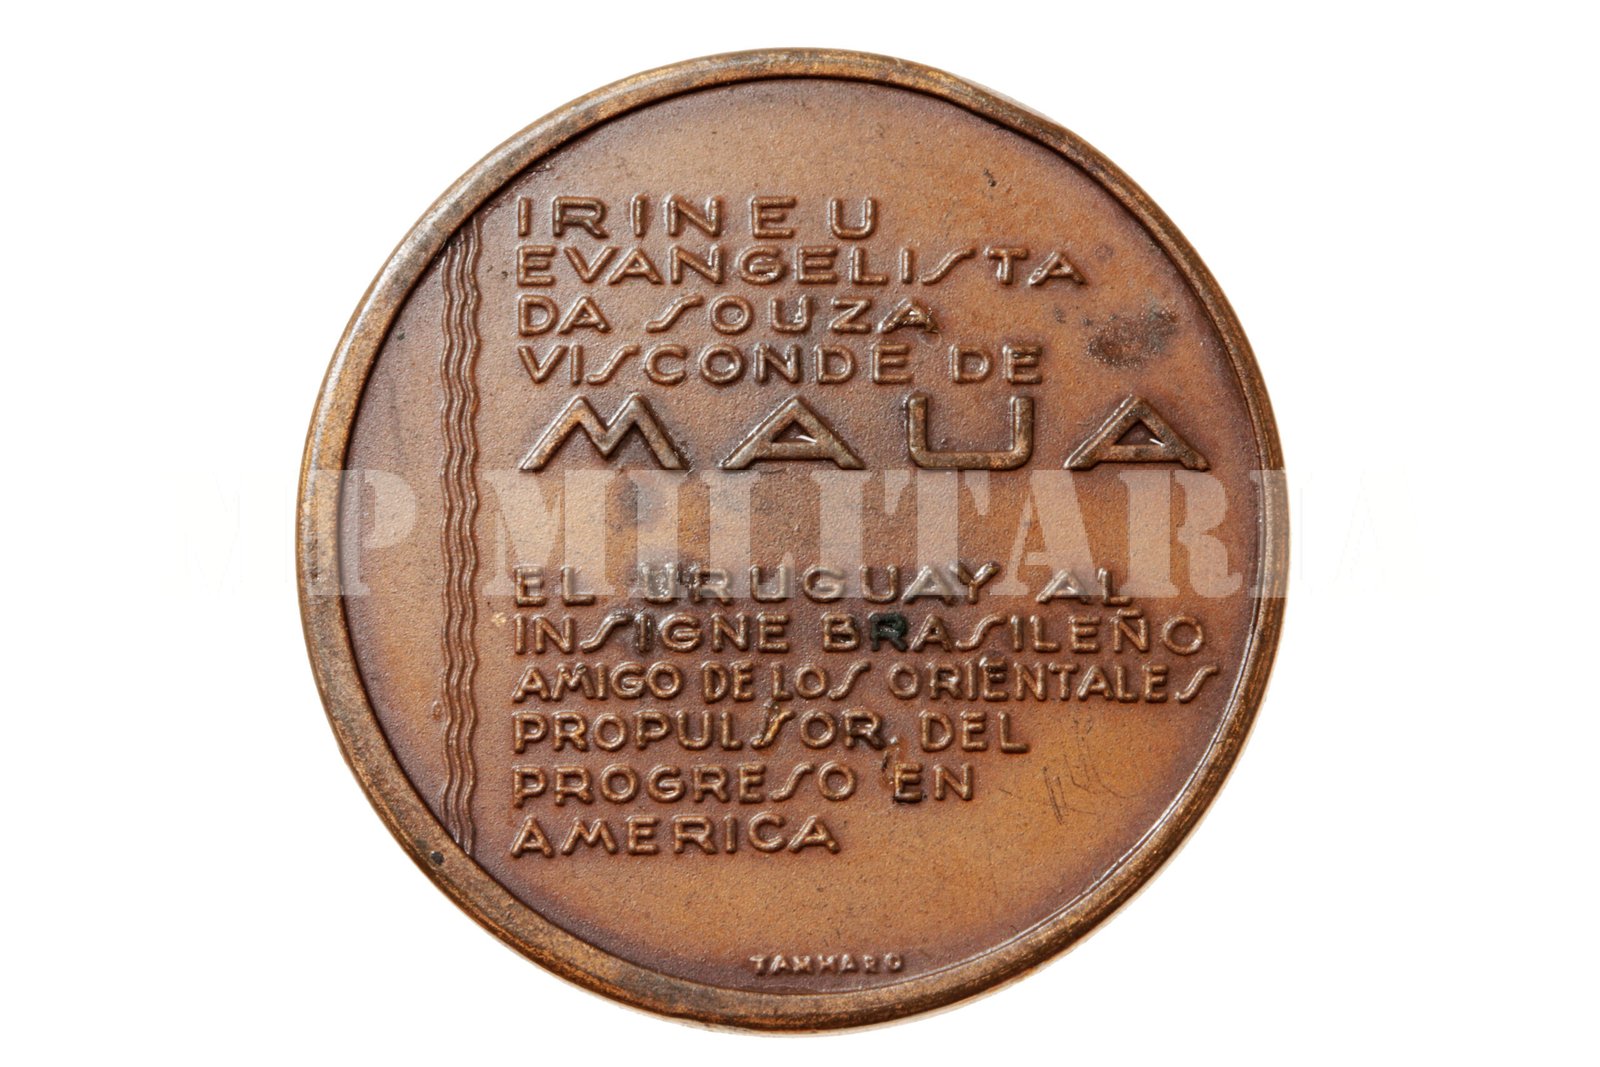 IRINEU
EVANGELISTA
DA SOUZA
VISCONDE DE
MAUA
MP MILITARIA
EL URUGUAY AL
INSIGNE BRASILEÑO
AMIGO DE LOS ORIENTALES
PROPULSOR DEL
PROGRESO EN
AMERICA